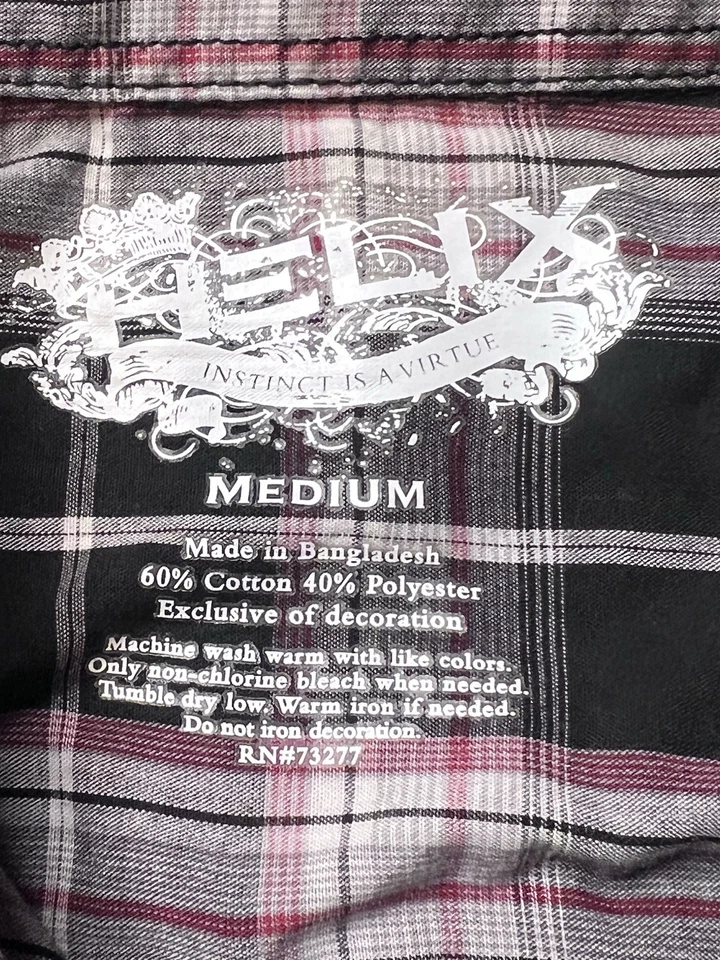 HELIX
INSTINCT IS A VIRTUE
MEDIUM
Made in Bangladesh
60% Cotton 40% Polyester
Exclusive of decoration
Machine wash warm with like colors.
Only non-chlorine bleach when needed.
Tumble dry low. Warm iron if needed.
Do not iron decoration.
RN#73277